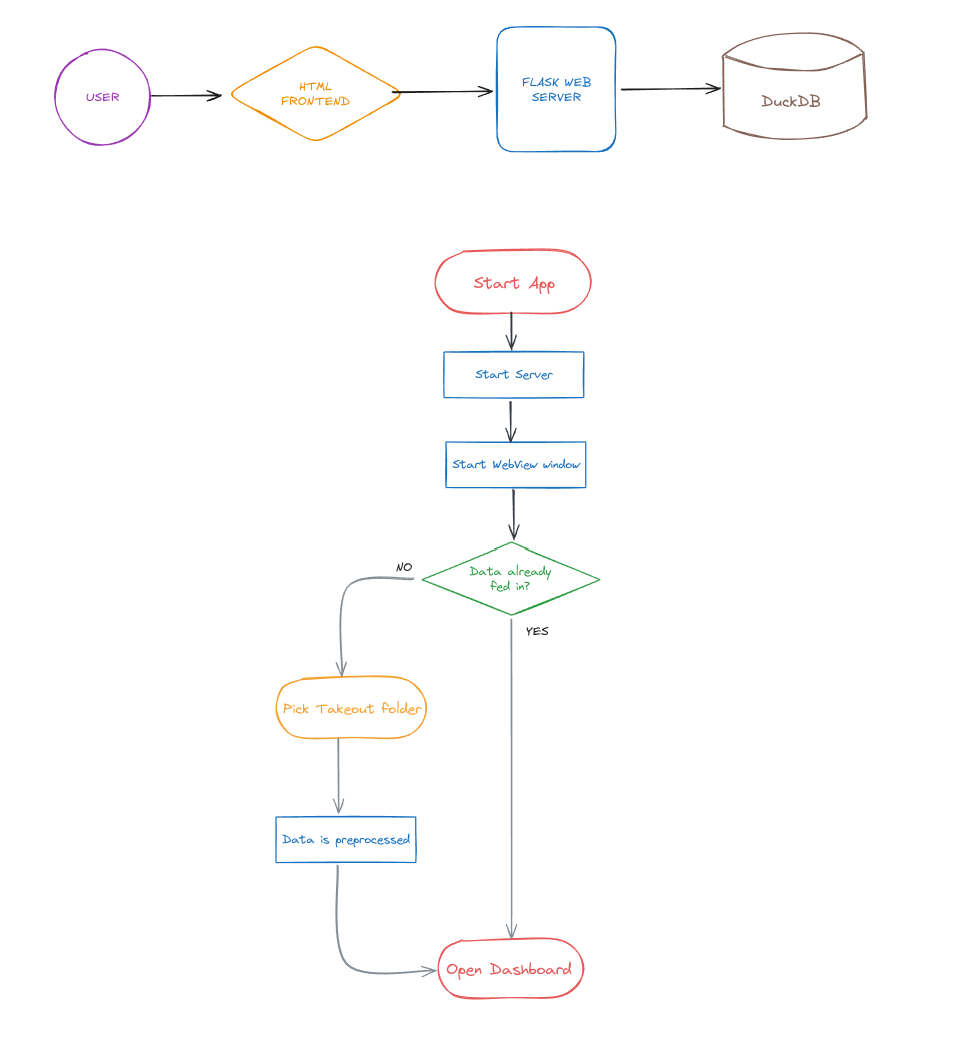 USER
HTML
FRONTEND
FLASK WEB
SERVER
DuckDB
Start App
Start Server
Start WebView window
Data already
fed in?
NO
YES
Pick Takeout folder
Data is preprocessed
Open Dashboard